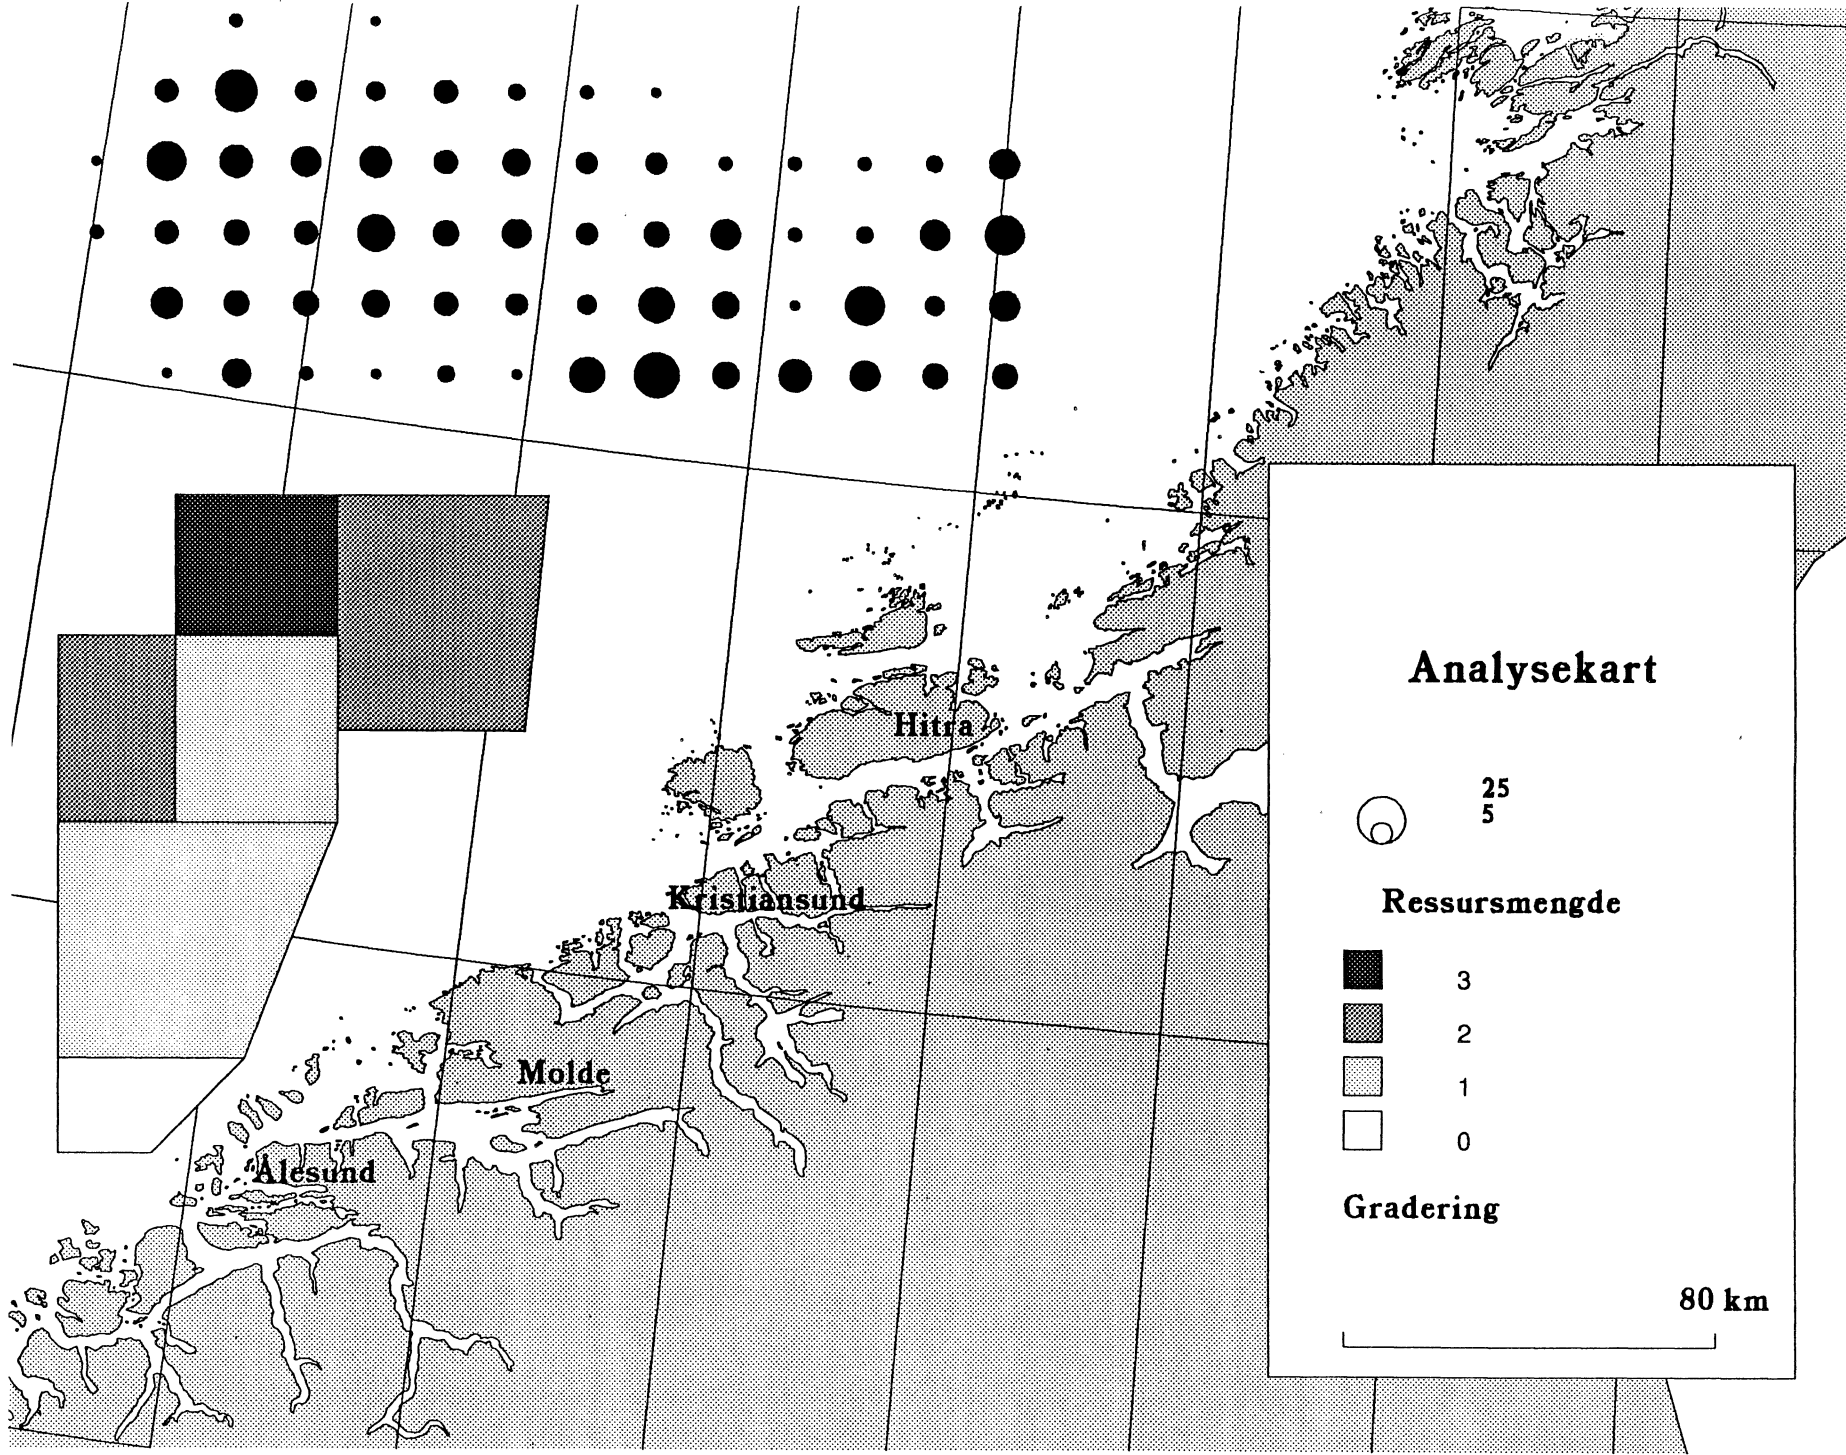 Analysekart
25
5
Ressursmengde
3
2
1
0
Gradering
80 km
Hitra
Kristiansund
Molde
Ålesund